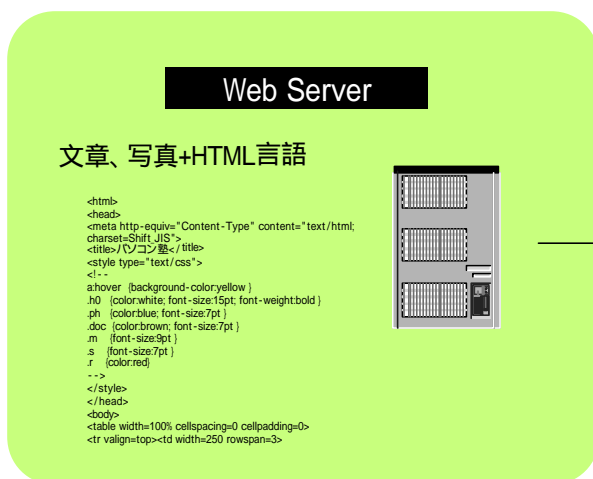 Web Server
文章、写真+HTML言語
<html>
<head>
<meta http-equiv="Content-Type" content="text/html;
charset=Shift_JIS">
<title>パソコン塾</title>
<style type="text/css">
<!--
a:hover {background-color:yellow }
.h0 {color:white; font-size:15pt; font-weight:bold }
.ph {color:blue; font-size:7pt }
.doc {color:brown; font-size:7pt }
.m {font-size:9pt }
.s {font-size:7pt }
.r {color:red}
-->
</style>
</head>
<body>
<table width=100% cellspacing=0 cellpadding=0>
<tr valign=top><td width=250 rowspan=3>